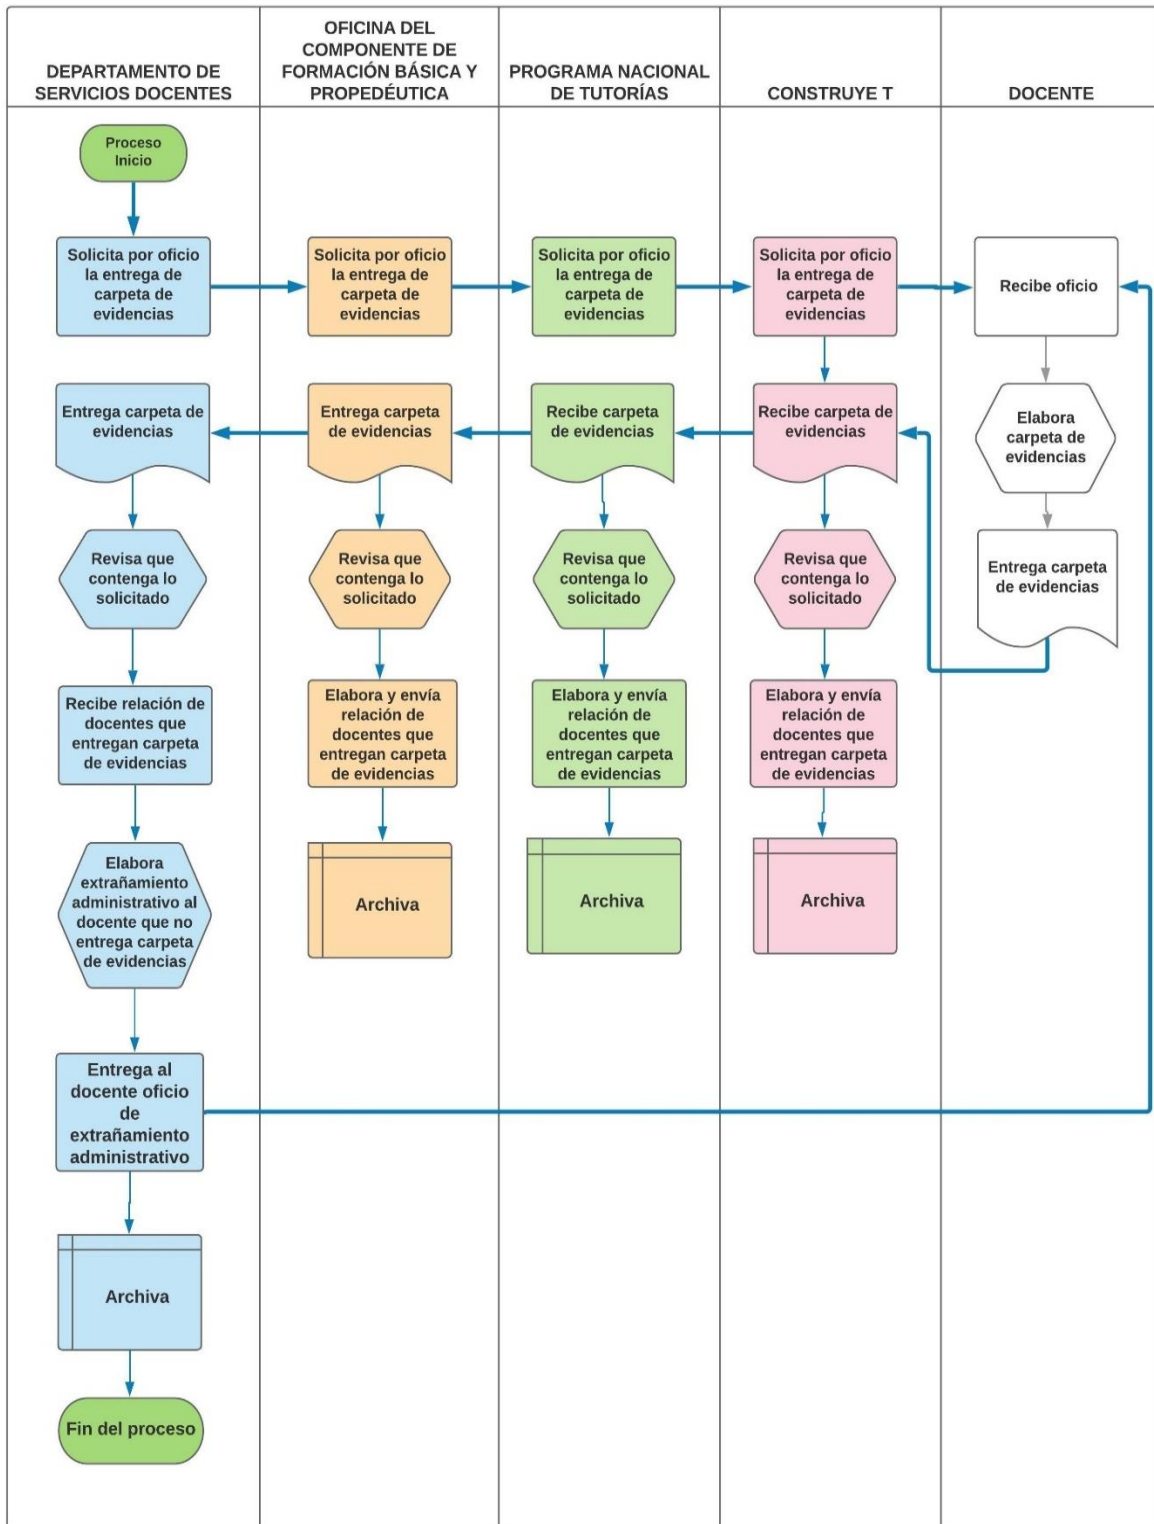 DEPARTAMENTO DE
SERVICIOS DOCENTES
OFICINA DEL
COMPONENTE DE
FORMACIÓN BÁSICA Y
PROPEDÉUTICA
PROGRAMA NACIONAL
DE TUTORÍAS
CONSTRUYE T
DOCENTE
Proceso
Inicio
Solicita por oficio
la entrega de
carpeta de
evidencias
Solicita por oficio
la entrega de
carpeta de
evidencias
Solicita por oficio
la entrega de
carpeta de
evidencias
Solicita por oficio
la entrega de
carpeta de
evidencias
Recibe oficio
Entrega carpeta de
evidencias
Entrega carpeta
de evidencias
Recibe carpeta
de evidencias
Recibe carpeta de
evidencias
Elabora
carpeta de
evidencias
Revisa que
contenga lo
solicitado
Revisa que
contenga lo
solicitado
Revisa que
contenga lo
solicitado
Revisa que
contenga lo
solicitado
Entrega carpeta
de evidencias
Recibe relación de
docentes que
entregan carpeta
de evidencias
Elabora y envía
relación de
docentes que
entregan carpeta
de evidencias
Elabora y envía
relación de
docentes que
entregan carpeta
de evidencias
Elabora y envía
relación de
docentes que
entregan carpeta
de evidencias
Elabora
extrañamiento
administrativo al
docente que no
entrega carpeta
de evidencias
Archiva
Archiva
Archiva
Entrega al
docente oficio
de
extrañamiento
administrativo
Archiva
Fin del proceso